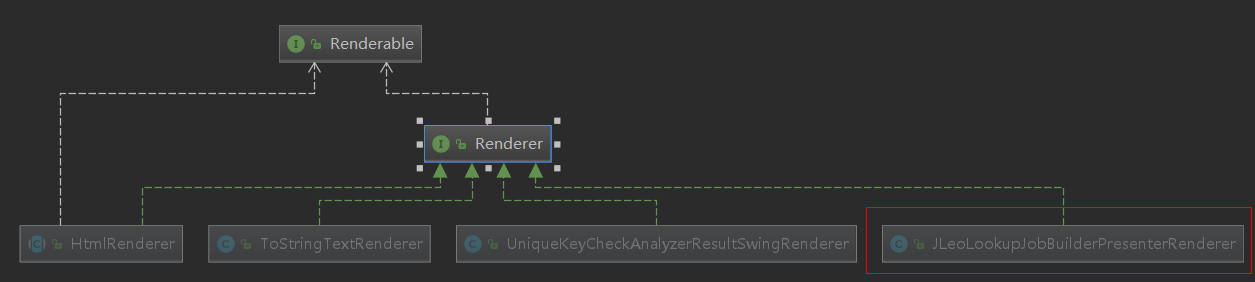 I Renderable
I Renderer
C HtmlRenderer
C ToStringTextRenderer
C UniqueKeyCheckAnalyzerResultSwingRenderer
C JLeoLookupJobBuilderPresenterRenderer